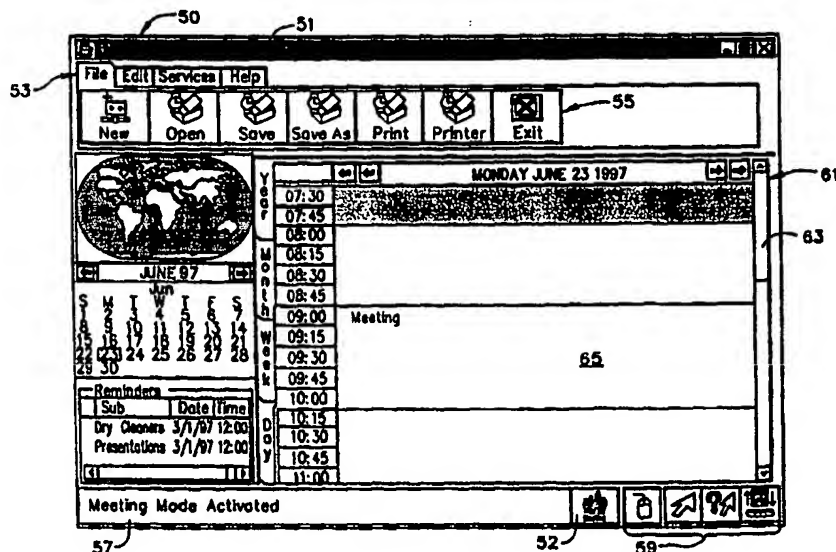 50
51
53
File Edit Services Help
New Open Save Save As Print Printer Exit
55
MONDAY JUNE 23 1997
61
63
Year
Month
Week
Day
07:30
07:45
08:00
08:15
08:30
08:45
09:00 Meeting
09:15
09:30
09:45
10:00
10:15
10:30
10:45
11:00
65
JUNE 97
Jun
S M T W T F S
1 2 3 4 5 6 7
8 9 10 11 12 13 14
15 16 17 18 19 20 21
22 23 24 25 26 27 28
29 30
Reminders
Sub Date Time
Dry Cleaners 3/1/97 12:00
Presentations 3/1/97 12:00
Meeting Mode Activated
57
52
59